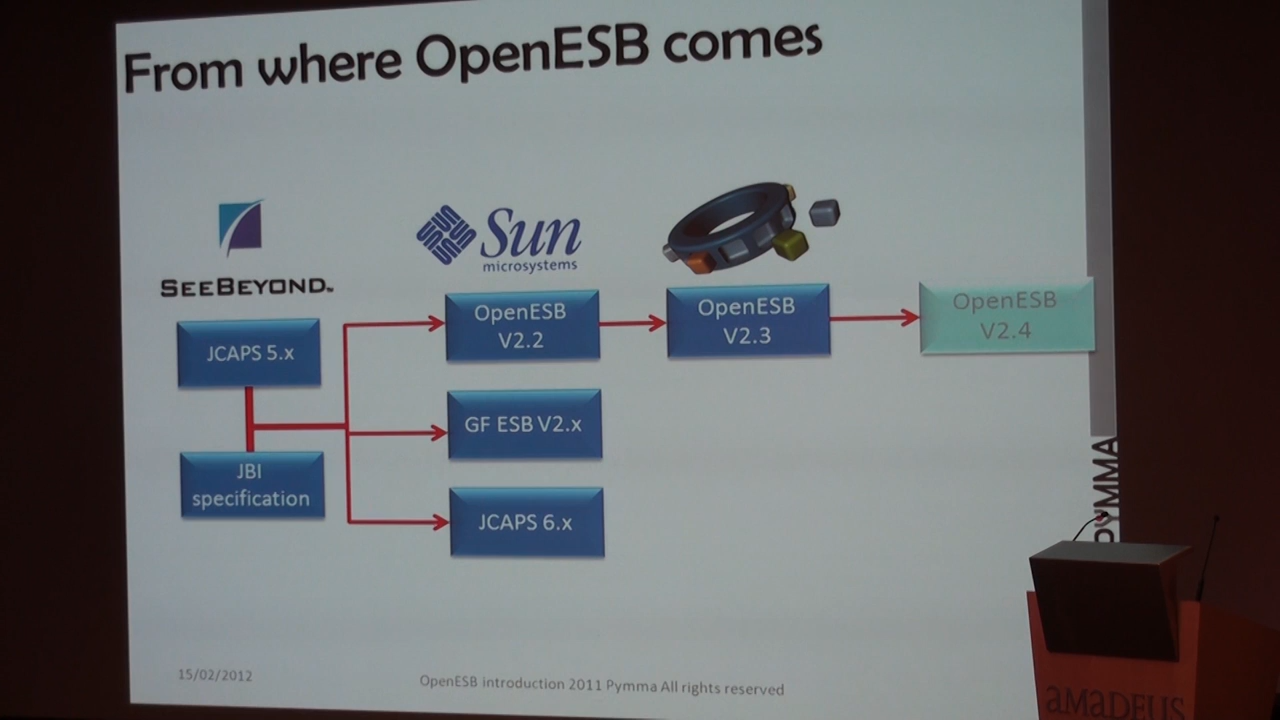 From where OpenESB comes
SEEBEYOND
Sun
microsystems
JCAPS 5.x
OpenESB
V2.2
OpenESB
V2.3
OpenESB
V2.4
GF ESB V2.x
JBI
specification
JCAPS 6.x
PYMMA
15/02/2012
OpenESB introduction 2011 Pymma All rights reserved
amadeus